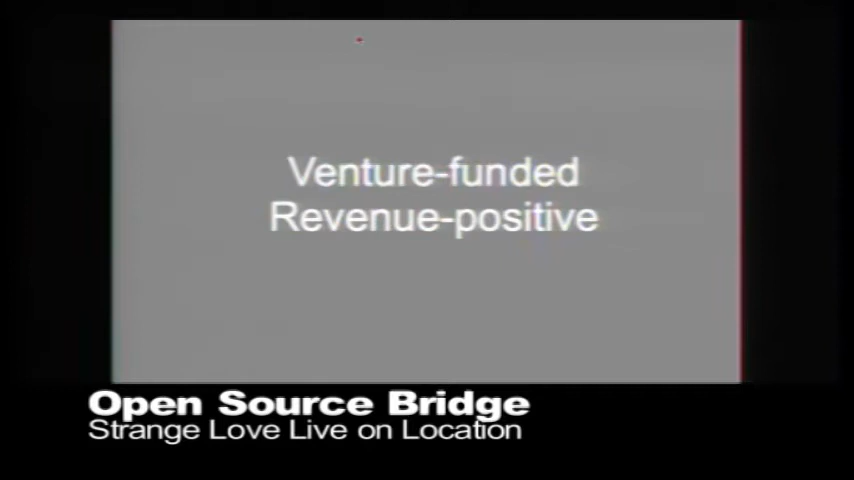 Venture-funded
Revenue-positive
Open Source Bridge
Strange Love Live on Location